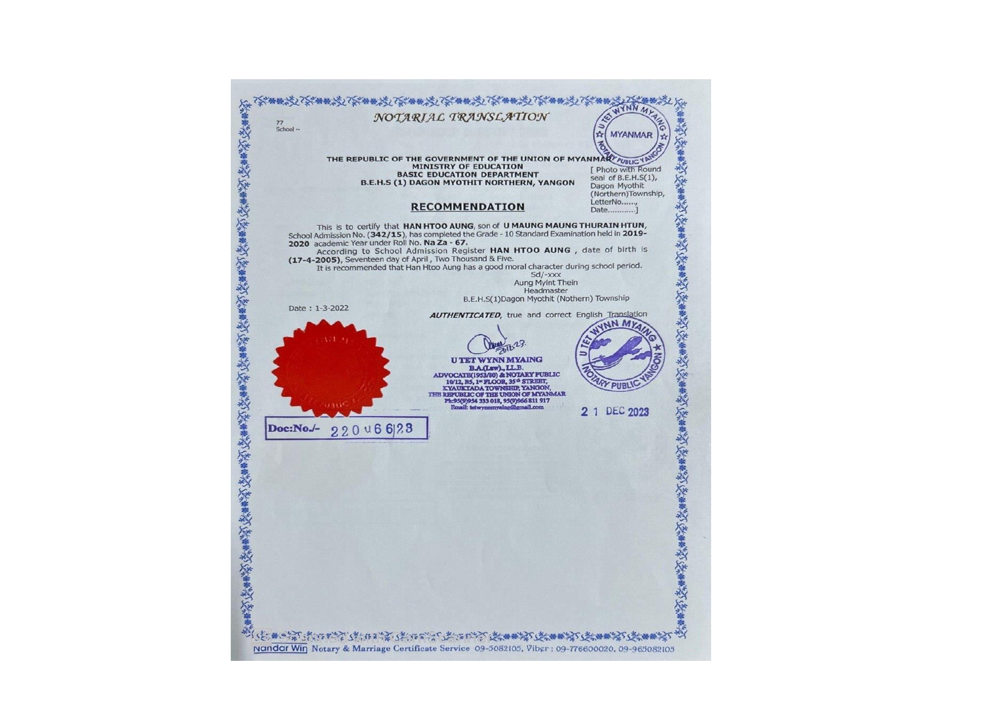 NOTARIAL TRANSLATION
77
School ~
U TET WYNN MYAING
MYANMAR
NOTARY PUBLIC YANGON
THE REPUBLIC OF THE GOVERNMENT OF THE UNION OF MYANMAR
MINISTRY OF EDUCATION
BASIC EDUCATION DEPARTMENT
B.E.H.S (1) DAGON MYOTHIT NORTHERN, YANGON
[ Photo with Round
seal of B.E.H.S(1),
Dagon Myothit
(Northern)Township,
LetterNo......,
Date............]
RECOMMENDATION
This is to certify that HAN HTOO AUNG, son of U MAUNG MAUNG THURAIN HTUN,
School Admission No. (342/15), has completed the Grade - 10 Standard Examination held in 2019-
2020 academic Year under Roll No. Na Za - 67.
According to School Admission Register HAN HTOO AUNG , date of birth is
(17-4-2005), Seventeen day of April , Two Thousand & Five.
It is recommended that Han Htoo Aung has a good moral character during school period.
Sd/-xxx
Aung Myint Thein
Headmaster
B.E.H.S(1)Dagon Myothit (Nothern) Township
Date : 1-3-2022
AUTHENTICATED, true and correct English Translation
U TET WYNN MYAING
B.A.(Law)., LL.B.
ADVOCATE(1953/80) & NOTARY PUBLIC
10/12, B5, 1st FLOOR, 35th STREET,
KYAUKTADA TOWNSHIP, YANGON,
THE REPUBLIC OF THE UNION OF MYANMAR
Ph:95(9)954 333 018, 95(9)966 811 917
Email: tetwynnmyaing@gmail.com
U TET WYNN MYAING
NOTARY PUBLIC YANGON
21 DEC 2023
Doc:No./- 220 u 66/23
Nandar Win Notary & Marriage Certificate Service 09-5082105, Viber : 09-776600020, 09-965082105